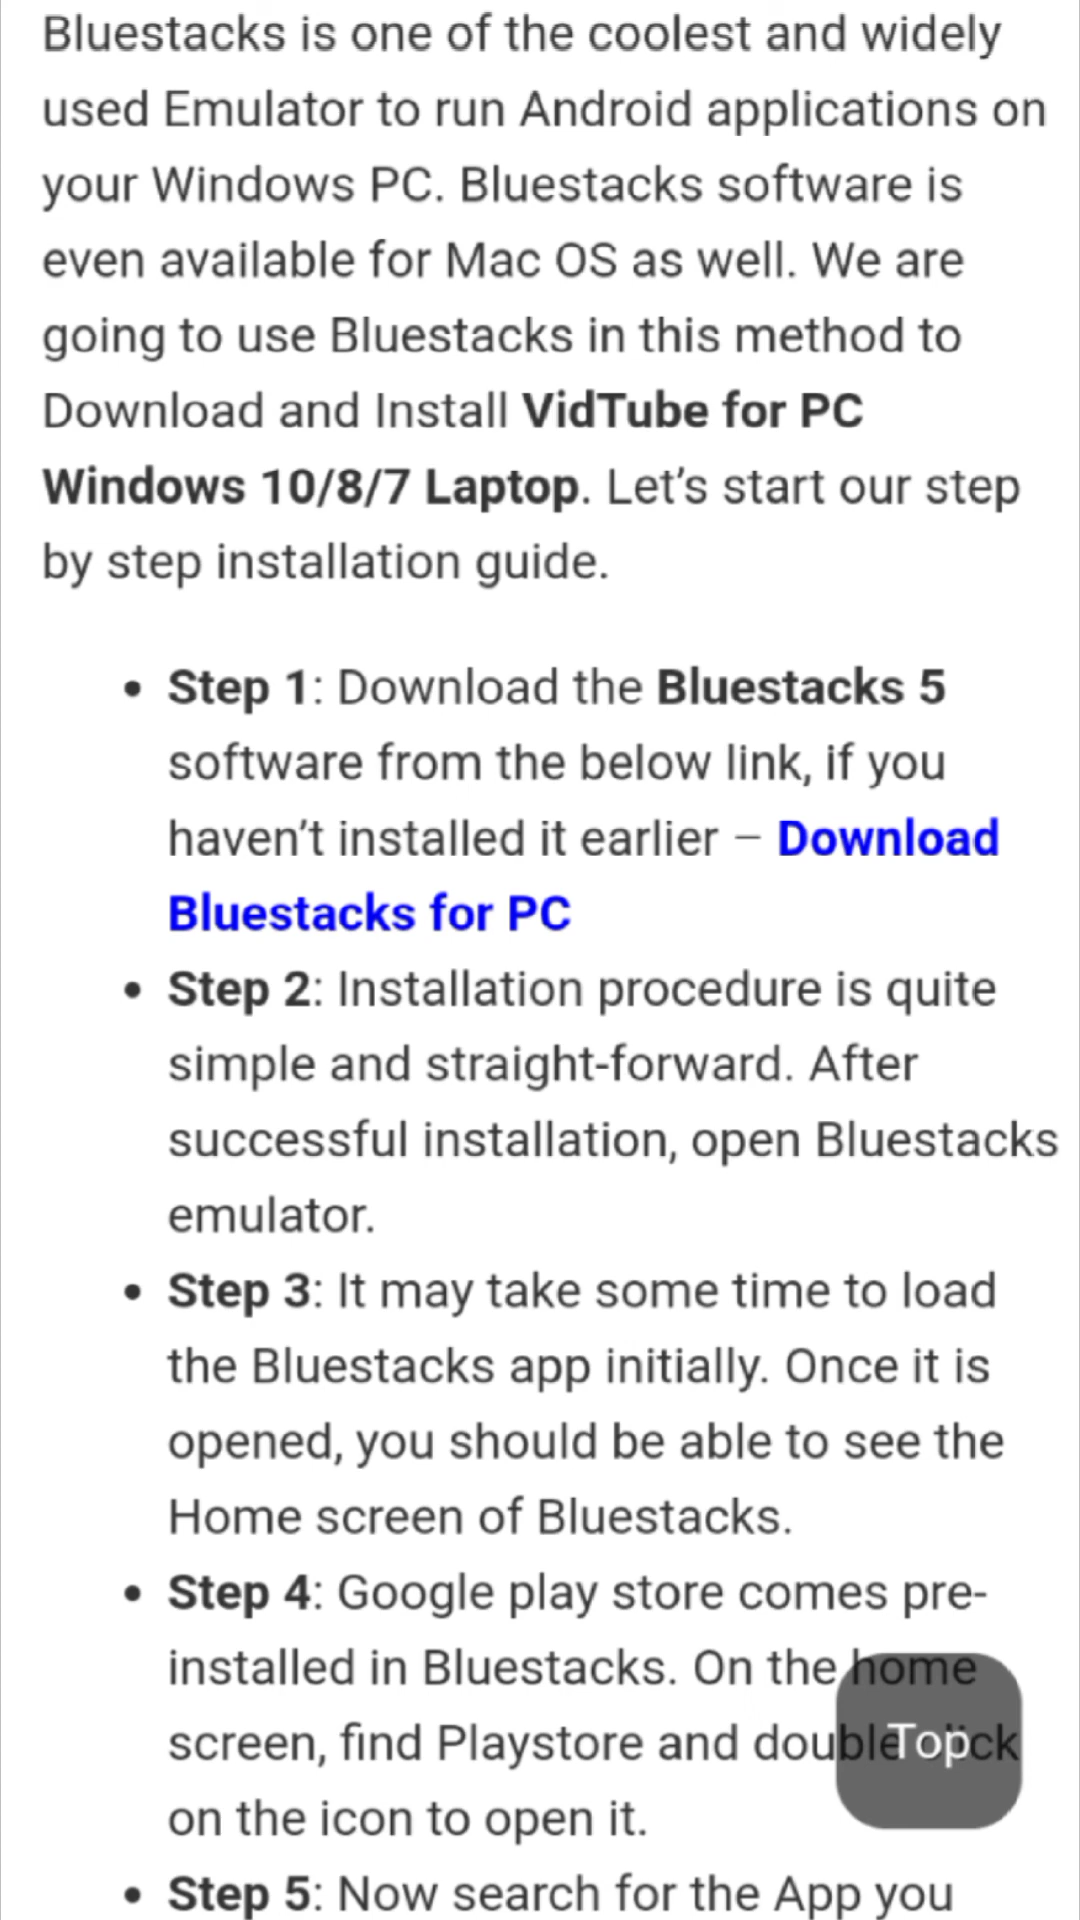 Bluestacks is one of the coolest and widely
used Emulator to run Android applications on
your Windows PC. Bluestacks software is
even available for Mac OS as well. We are
going to use Bluestacks in this method to
Download and Install VidTube for PC
Windows 10/8/7 Laptop. Let’s start our step
by step installation guide.
• Step 1: Download the Bluestacks 5
software from the below link, if you
haven’t installed it earlier – Download
Bluestacks for PC
• Step 2: Installation procedure is quite
simple and straight-forward. After
successful installation, open Bluestacks
emulator.
• Step 3: It may take some time to load
the Bluestacks app initially. Once it is
opened, you should be able to see the
Home screen of Bluestacks.
• Step 4: Google play store comes pre-
installed in Bluestacks. On the home
screen, find Playstore and double click
on the icon to open it.
Top
• Step 5: Now search for the App you